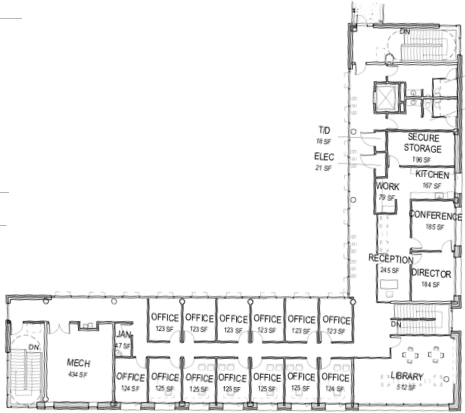 DN
T/D
18 SF
SECURE
STORAGE
196 SF
ELEC
21 SF
KITCHEN
167 SF
WORK
79 SF
CONFERENCE
185 SF
RECEPTION
245 SF
DIRECTOR
184 SF
OFFICE
123 SF
OFFICE
123 SF
OFFICE
123 SF
OFFICE
123 SF
OFFICE
123 SF
OFFICE
123 SF
DN
JAN
47 SF
DN
MECH
434 SF
OFFICE
124 SF
OFFICE
125 SF
OFFICE
125 SF
OFFICE
125 SF
OFFICE
125 SF
OFFICE
124 SF
LIBRARY
512 SF